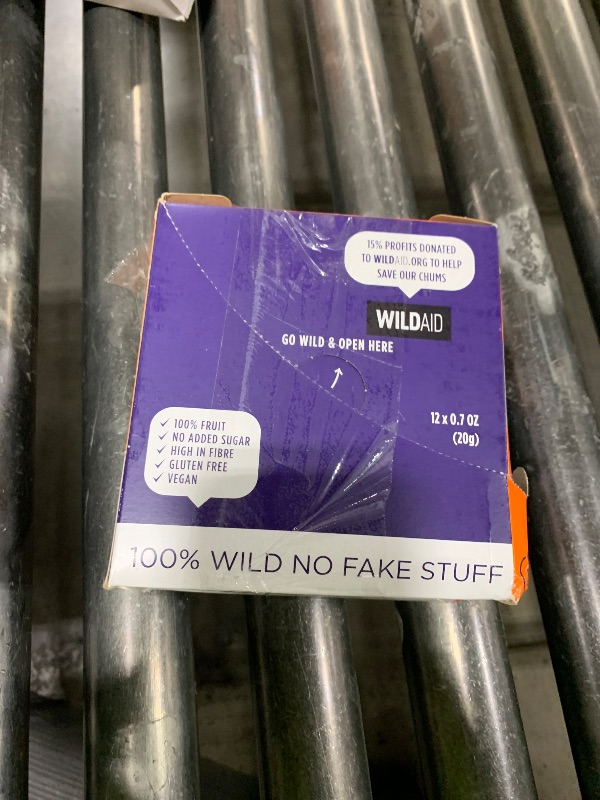 15% PROFITS DONATED
TO WILDAID.ORG TO HELP
SAVE OUR CHUMS
WILDAID
GO WILD & OPEN HERE
12 x 0.7 OZ
(20g)
✓ 100% FRUIT
✓ NO ADDED SUGAR
✓ HIGH IN FIBRE
✓ GLUTEN FREE
✓ VEGAN
100% WILD NO FAKE STUFF